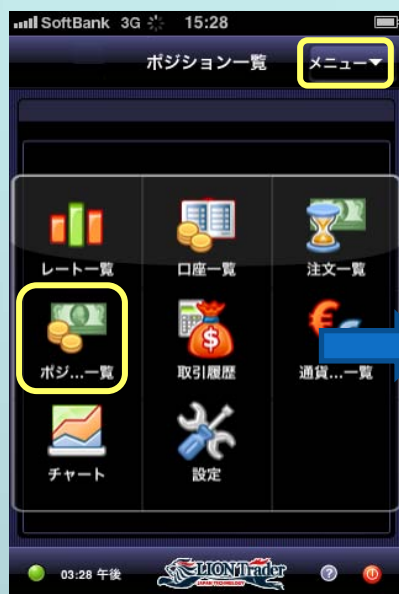 SoftBank 3G 15:28
ポジション一覧 メニュー▼
レート一覧 口座一覧 注文一覧
ポジ...一覧 取引履歴 通貨...一覧
チャート 設定
03:28 午後 LION Trader ?
JAPAN TECHNOLOGY